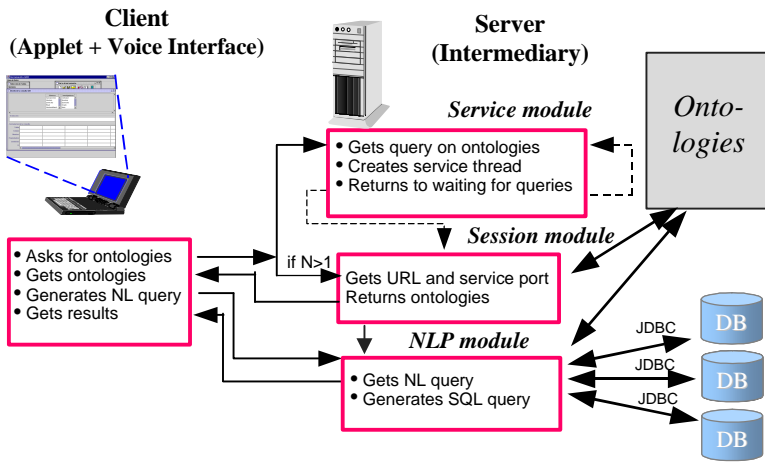 Client
(Applet + Voice Interface)
Server
(Intermediary)
Service module
• Gets query on ontologies
• Creates service thread
• Returns to waiting for queries
Onto-
logies
Session module
if N>1
Gets URL and service port
Returns ontologies
• Asks for ontologies
• Gets ontologies
• Generates NL query
• Gets results
NLP module
• Gets NL query
• Generates SQL query
JDBC
DB
JDBC
DB
JDBC
DB